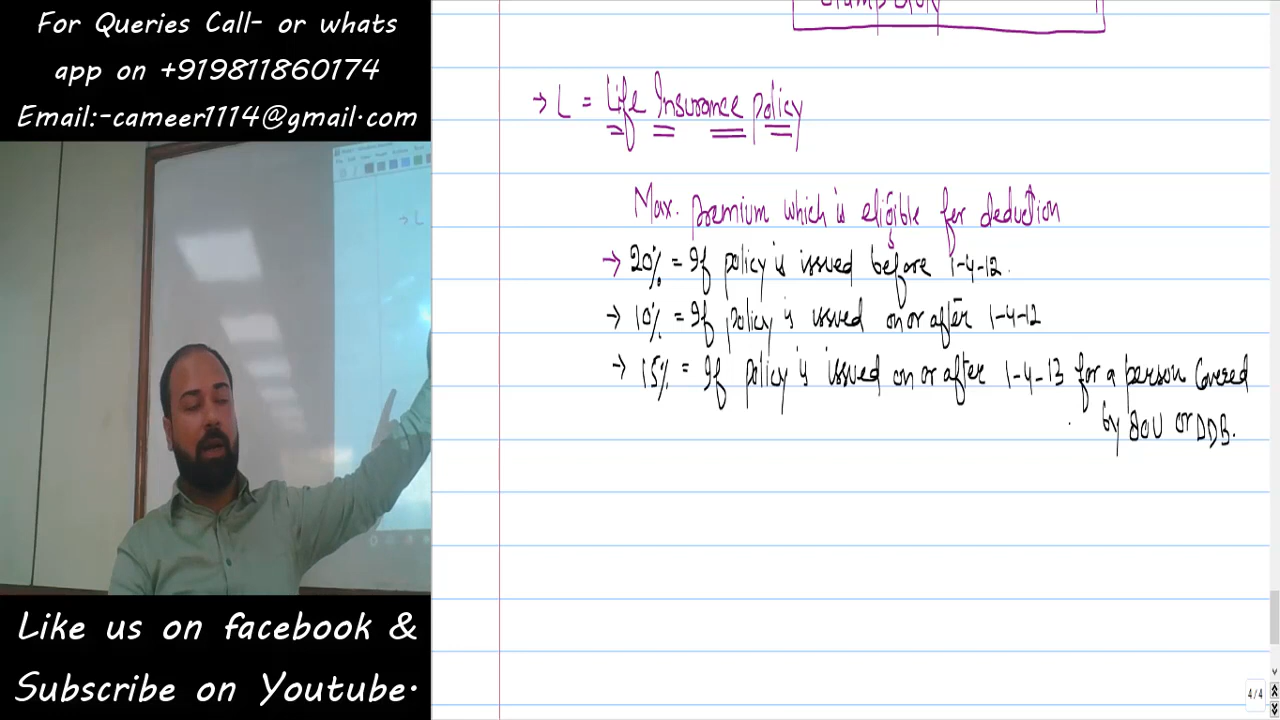 For Queries Call- or whats
app on +919811860174
Email:-cameer1114@gmail.com
→ L = Life Insurance policy
Max. premium which is eligible for deduction
→ 20% = If policy is issued before 1-4-12.
→ 10% = If policy is issued on or after 1-4-12
→ 15% = If policy is issued on or after 1-4-13 for a person Covered
by 80U or DDB.
Like us on facebook &
Subscribe on Youtube.
4/4